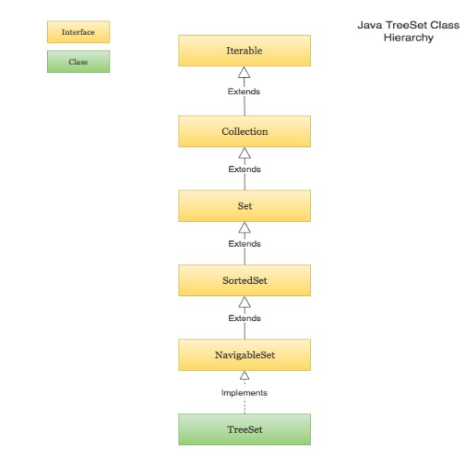 Interface
Class
Java TreeSet Class
Hierarchy
Iterable
Extends
Collection
Extends
Set
Extends
SortedSet
Extends
NavigableSet
Implements
TreeSet